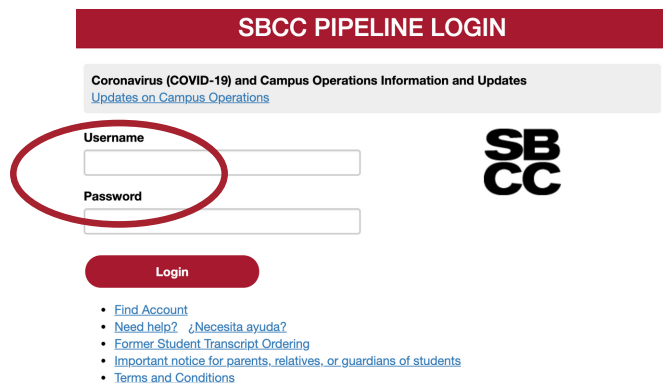 SBCC PIPELINE LOGIN
Coronavirus (COVID-19) and Campus Operations Information and Updates
Updates on Campus Operations
Username
SB
CC
Password
Login
• Find Account
• Need help? ¿Necesita ayuda?
• Former Student Transcript Ordering
• Important notice for parents, relatives, or guardians of students
• Terms and Conditions